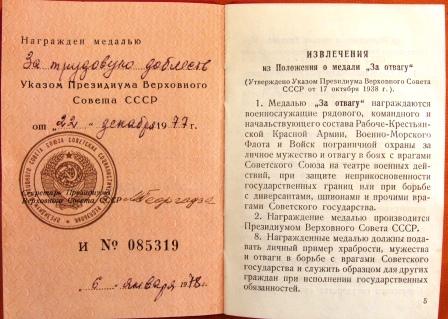 Награжден медалью
За трудовую доблесть
Указом Президиума Верховного
Совета СССР
от „22“ декабря 1977 г.
Секретарь Президиума
Верховного Совета СССР
И № 085319
6 января 1978 г.
ИЗВЛЕЧЕНИЯ
из Положения о медали „За отвагу“
(Утверждено Указом Президиума Верховного Совета
СССР от 17 октября 1938 г.).
1. Медалью „За отвагу“ награждаются
военнослужащие рядового, командного и
начальствующего состава Рабоче-Крестьян-
ской Красной Армии, Военно-Морского
Флота и Войск пограничной охраны за
личное мужество и отвагу в боях с врагами
Советского Союза на театре военных дей-
ствий, при защите неприкосновенности
государственных границ или при борьбе
с диверсантами, шпионами и прочими врага-
ми Советского государства.
2. Награждение медалью производится
Президиумом Верховного Совета СССР.
8. Награжденные медалью должны пода-
вать личный пример храбрости, мужества
и отваги в борьбе с врагами Советского
государства и служить образцом для других
граждан при исполнении государственных
обязанностей.
5